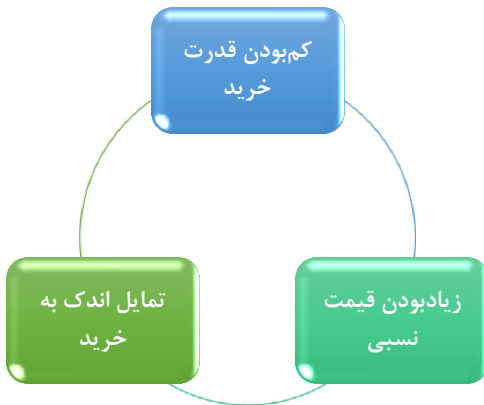 کم‌بودن قدرت
خرید
زیادبودن قیمت
نسبی
تمایل اندک به
خرید